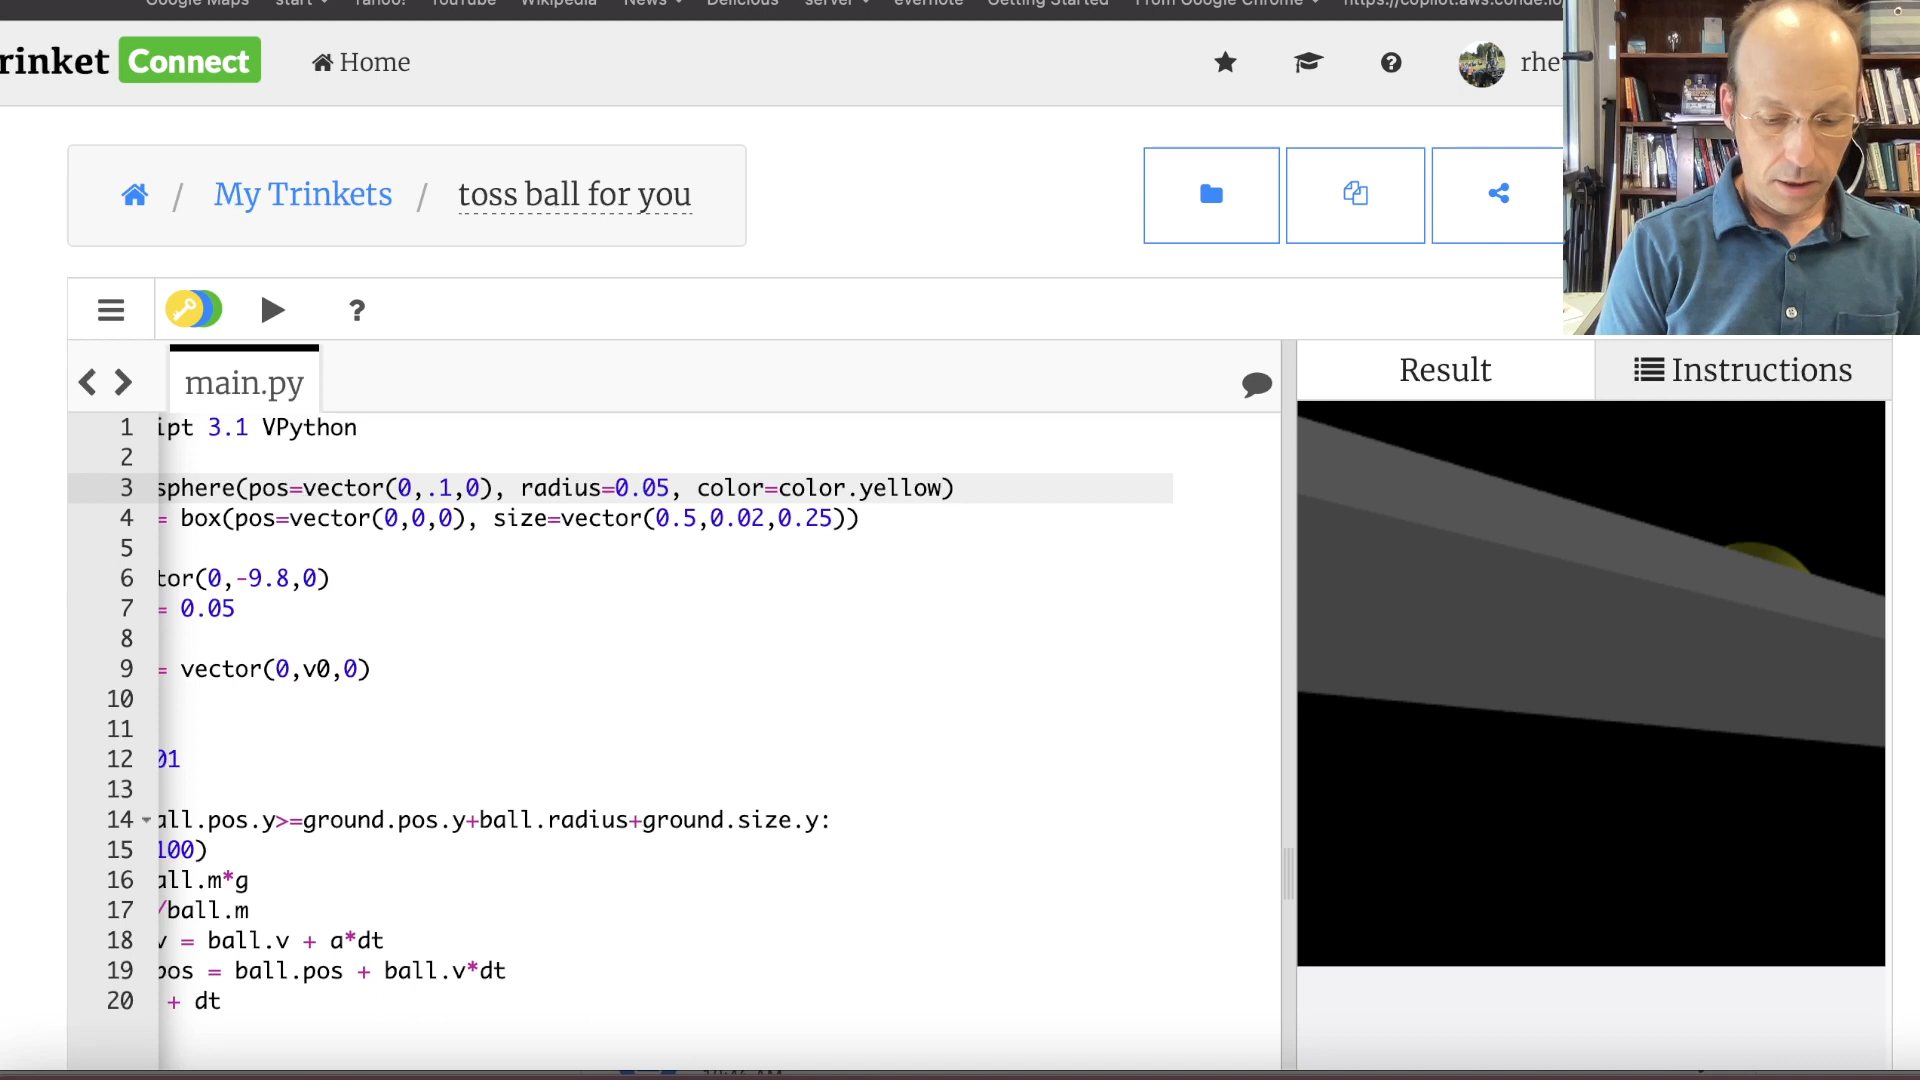 Google Maps start Yahoo! YouTube Wikipedia News Delicious server evernote Getting Started From Google Chrome https://copilot.aws.conde.io
rinket Connect Home rhe
/ My Trinkets / toss ball for you
?
main.py
Result Instructions
1 ipt 3.1 VPython
2
3 sphere(pos=vector(0,.1,0), radius=0.05, color=color.yellow)
4 = box(pos=vector(0,0,0), size=vector(0.5,0.02,0.25))
5
6 tor(0,-9.8,0)
7 = 0.05
8
9 = vector(0,v0,0)
10
11
12 01
13
14 all.pos.y>=ground.pos.y+ball.radius+ground.size.y:
15 100)
16 all.m*g
17 /ball.m
18 v = ball.v + a*dt
19 pos = ball.pos + ball.v*dt
20 + dt